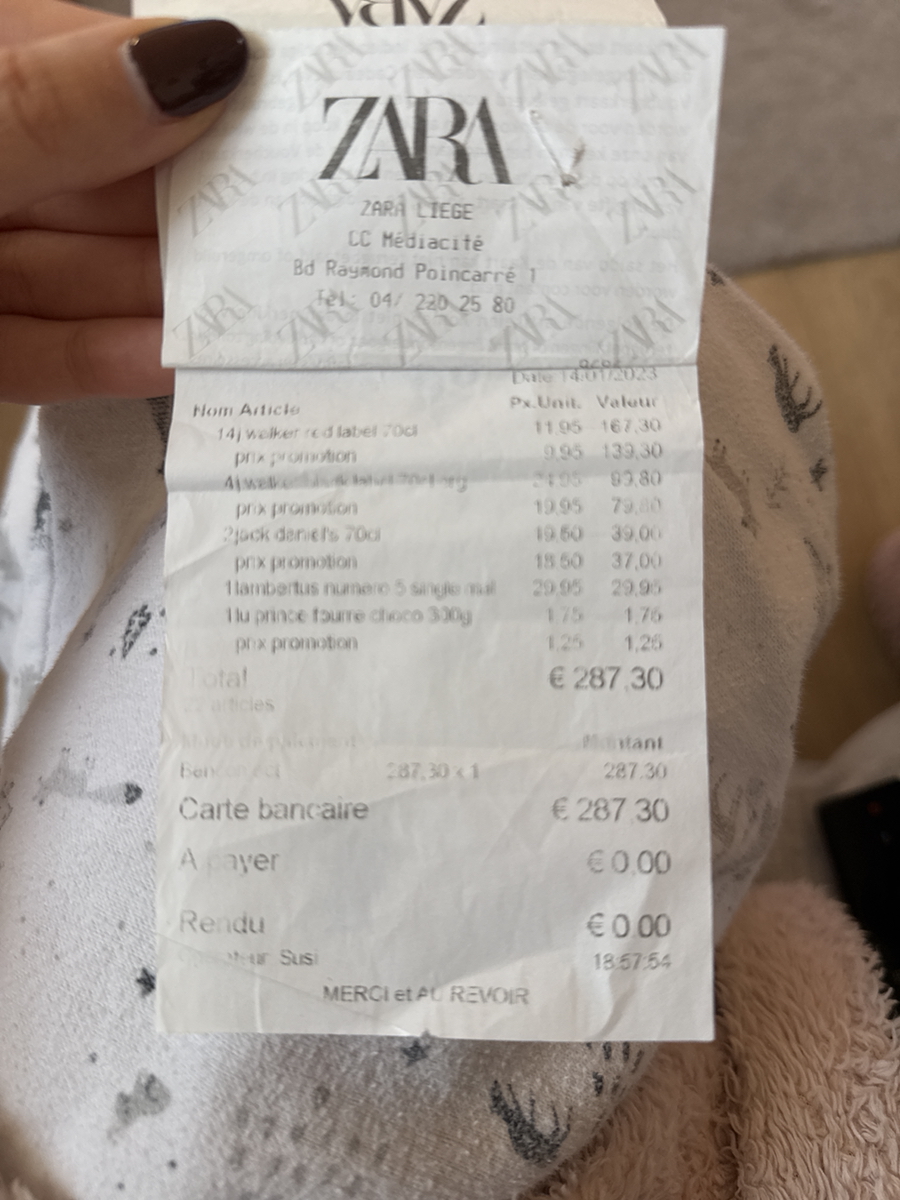 ZARA
ZARA LIEGE
CC Médiacité
Bd Raymond Poincarré 1
Tèl: 04/ 220 25 80
Date 14/01/2023
Nom Article Px.Unit. Valeur
14j walker red label 70cl 11,95 167,30
prix promotion 9,95 139,30
89,80
prix promotion 19,95 79,80
2jack daniel's 70cl 19,50 39,00
prix promotion 18,50 37,00
1lambertus numero 5 single mal 29,95 29,95
1lu prince fourre choco 300g 1,75 1,75
prix promotion 1,25 1,25
Total € 287,30
articles
Montant
287,30 x 1 287.30
Carte bancaire € 287,30
A payer € 0,00
Rendu € 0,00
Susi 18:57:54
MERCI et AU REVOIR